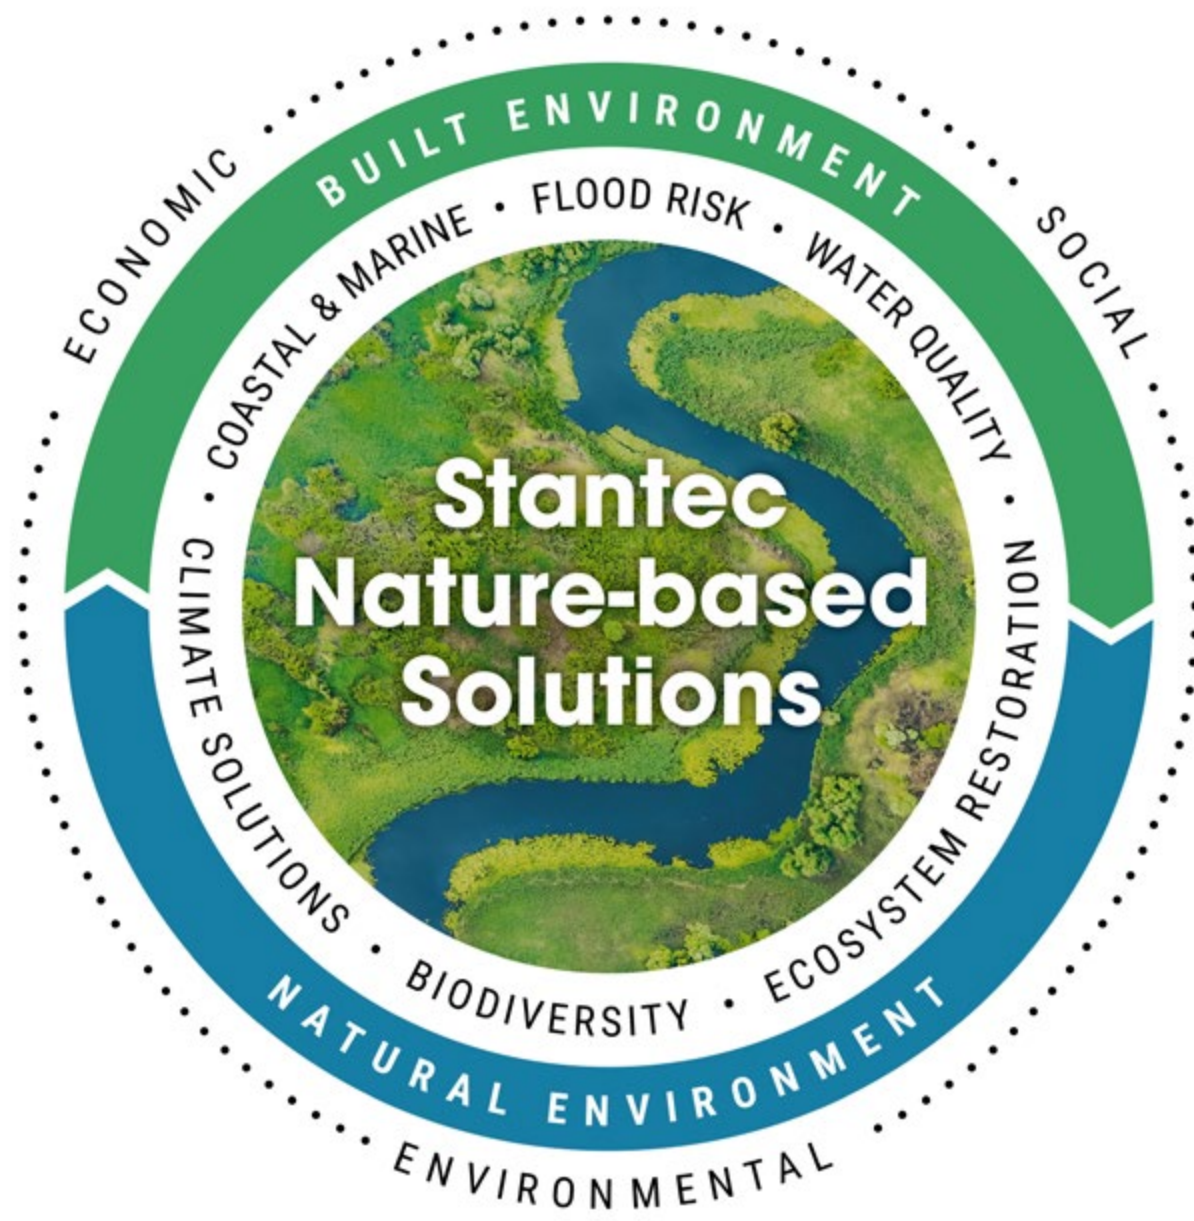 ECONOMIC
SOCIAL
ENVIRONMENTAL
BUILT ENVIRONMENT
NATURAL ENVIRONMENT
COASTAL & MARINE • FLOOD RISK • WATER QUALITY • ECOSYSTEM RESTORATION • BIODIVERSITY • CLIMATE SOLUTIONS •
Stantec
Nature-based
Solutions